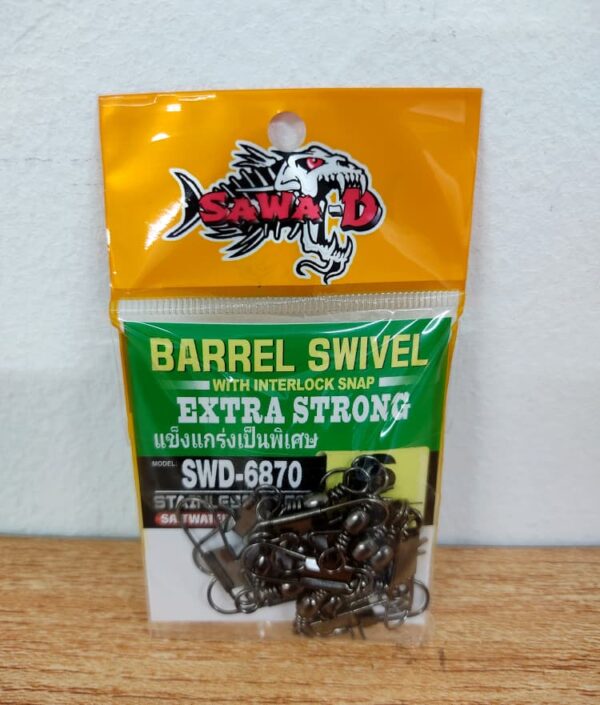 SAWA-D
BARREL SWIVEL
WITH INTERLOCK SNAP
EXTRA STRONG
แข็งแกร่งเป็นพิเศษ
MODEL: SWD-6870